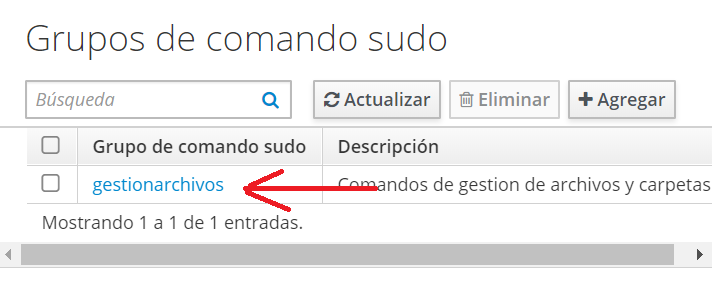 Grupos de comando sudo
Búsqueda Actualizar Eliminar Agregar
Grupo de comando sudo Descripción
gestionarchivos Comandos de gestion de archivos y carpetas
Mostrando 1 a 1 de 1 entradas.